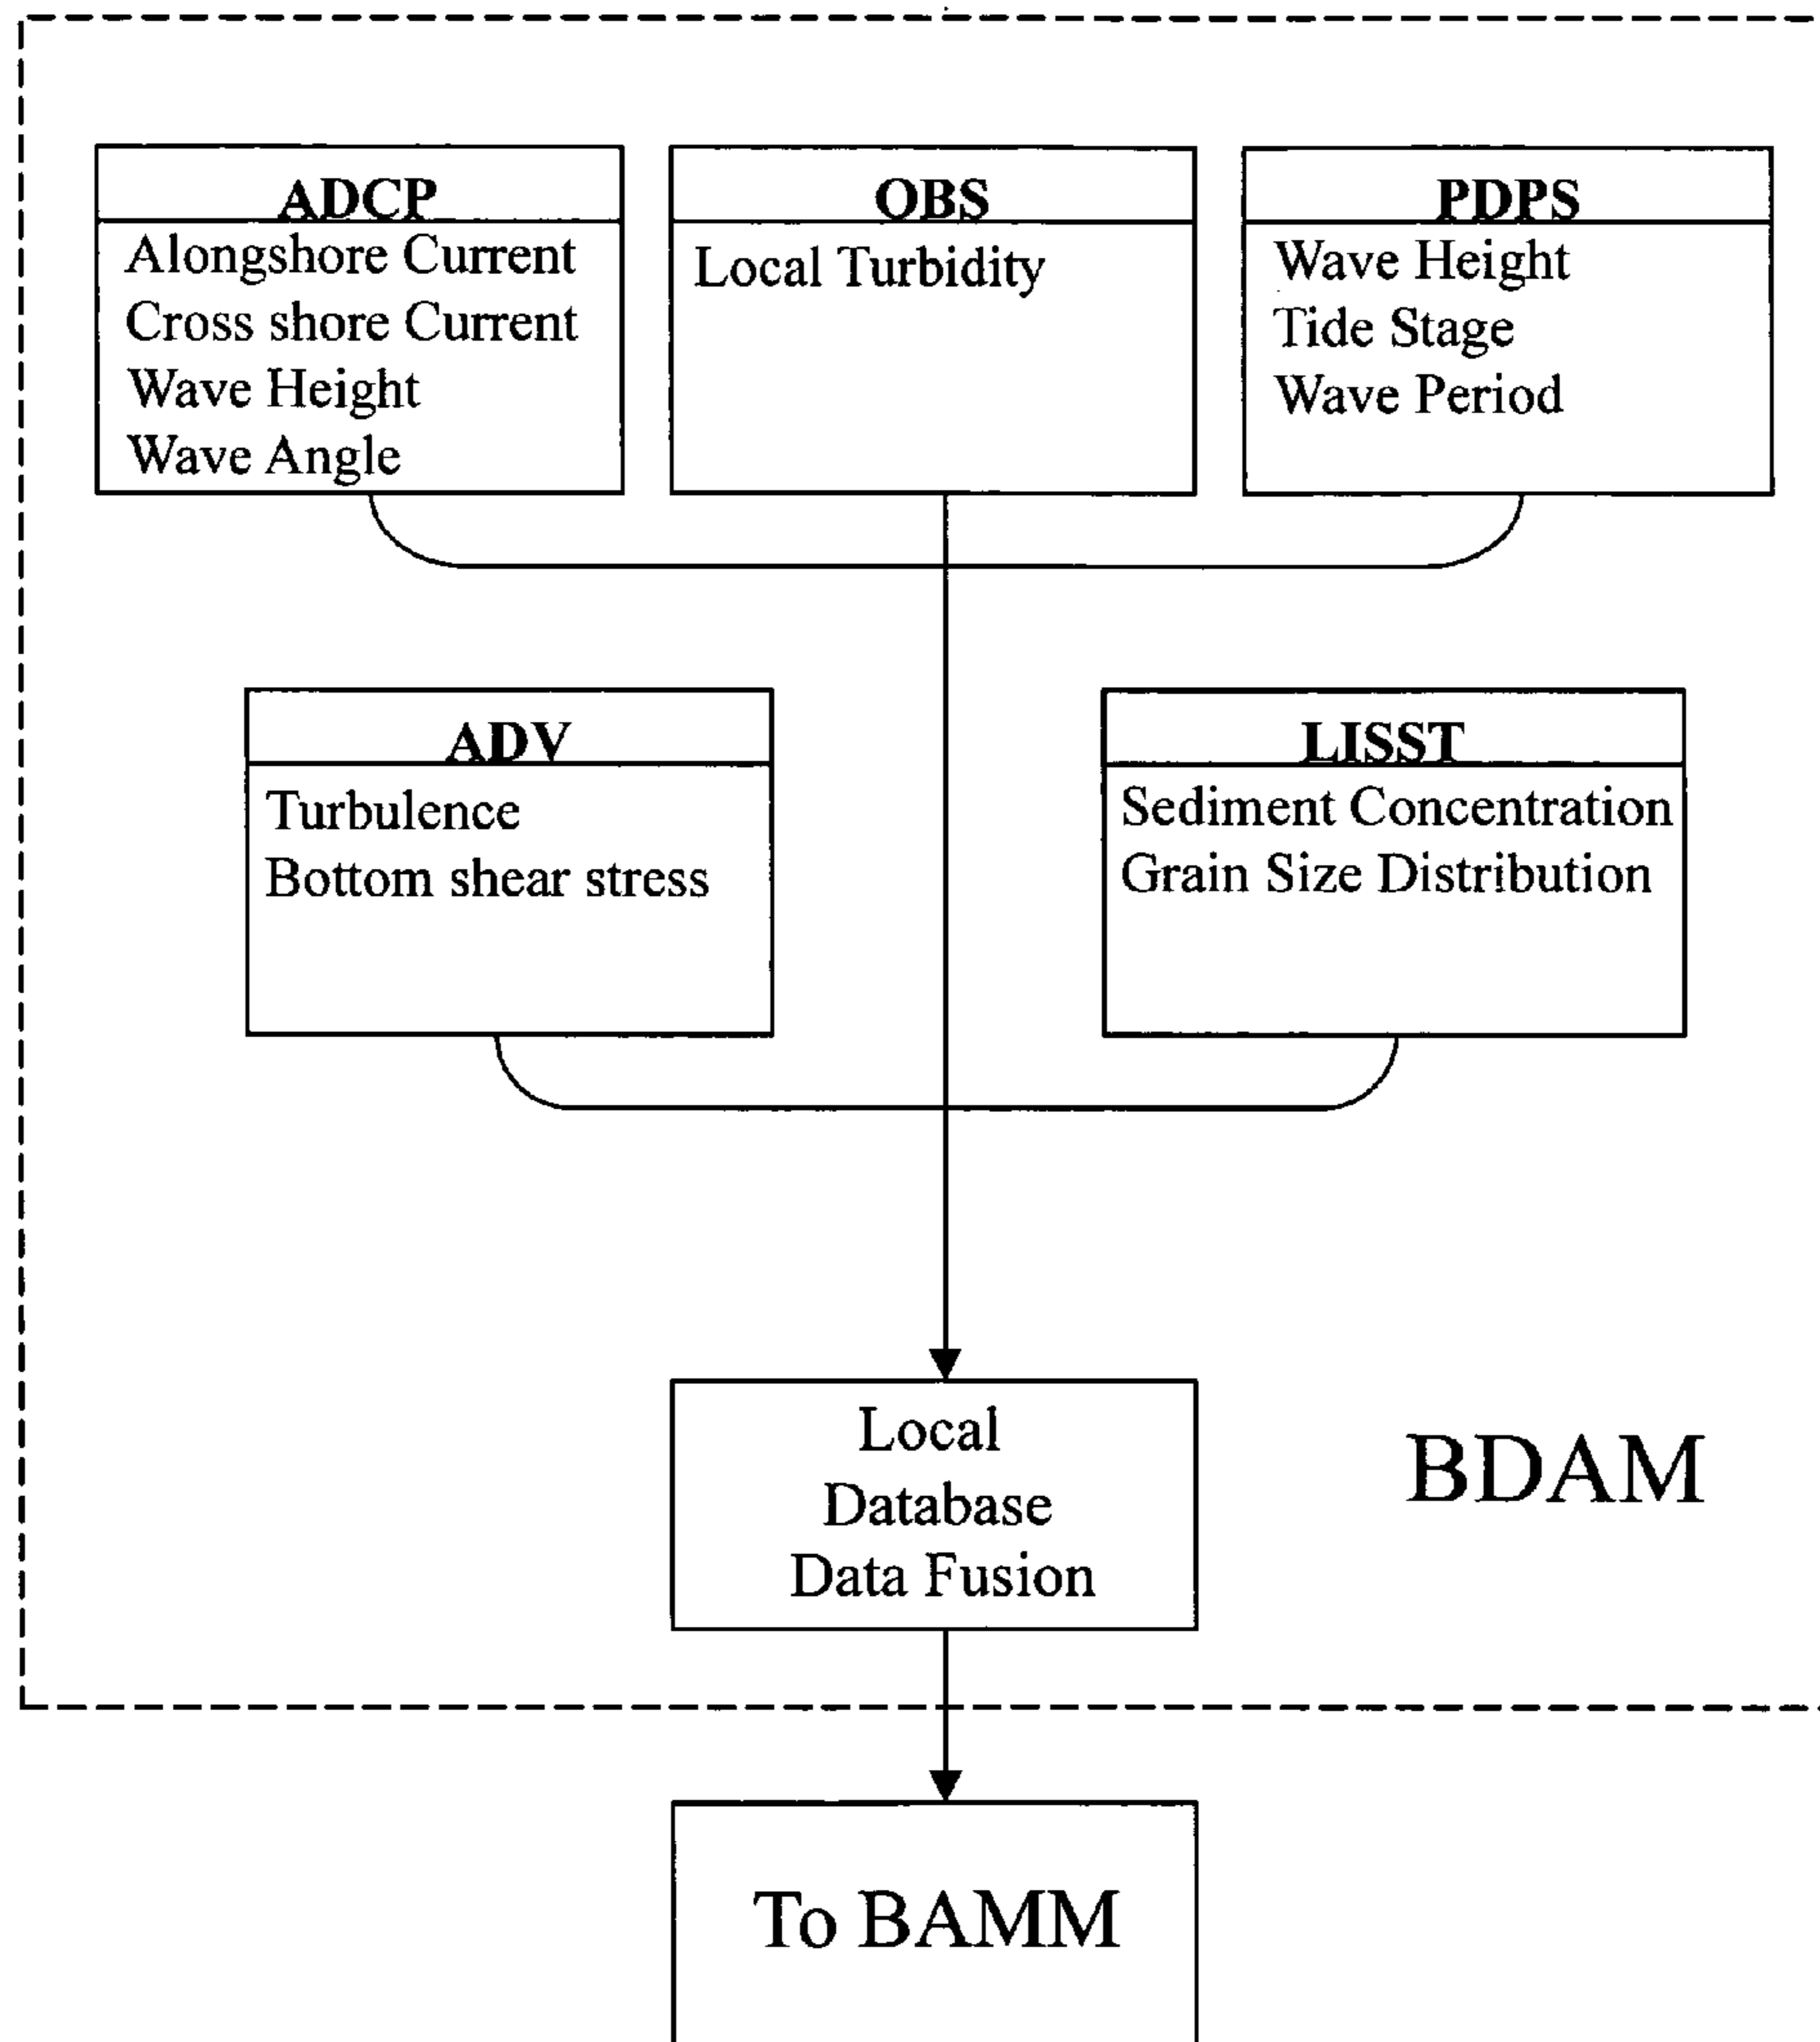 ADCP
Alongshore Current
Cross shore Current
Wave Height
Wave Angle
OBS
Local Turbidity
PDPS
Wave Height
Tide Stage
Wave Period
ADV
Turbulence
Bottom shear stress
LISST
Sediment Concentration
Grain Size Distribution
Local
Database
Data Fusion
BDAM
To BAMM